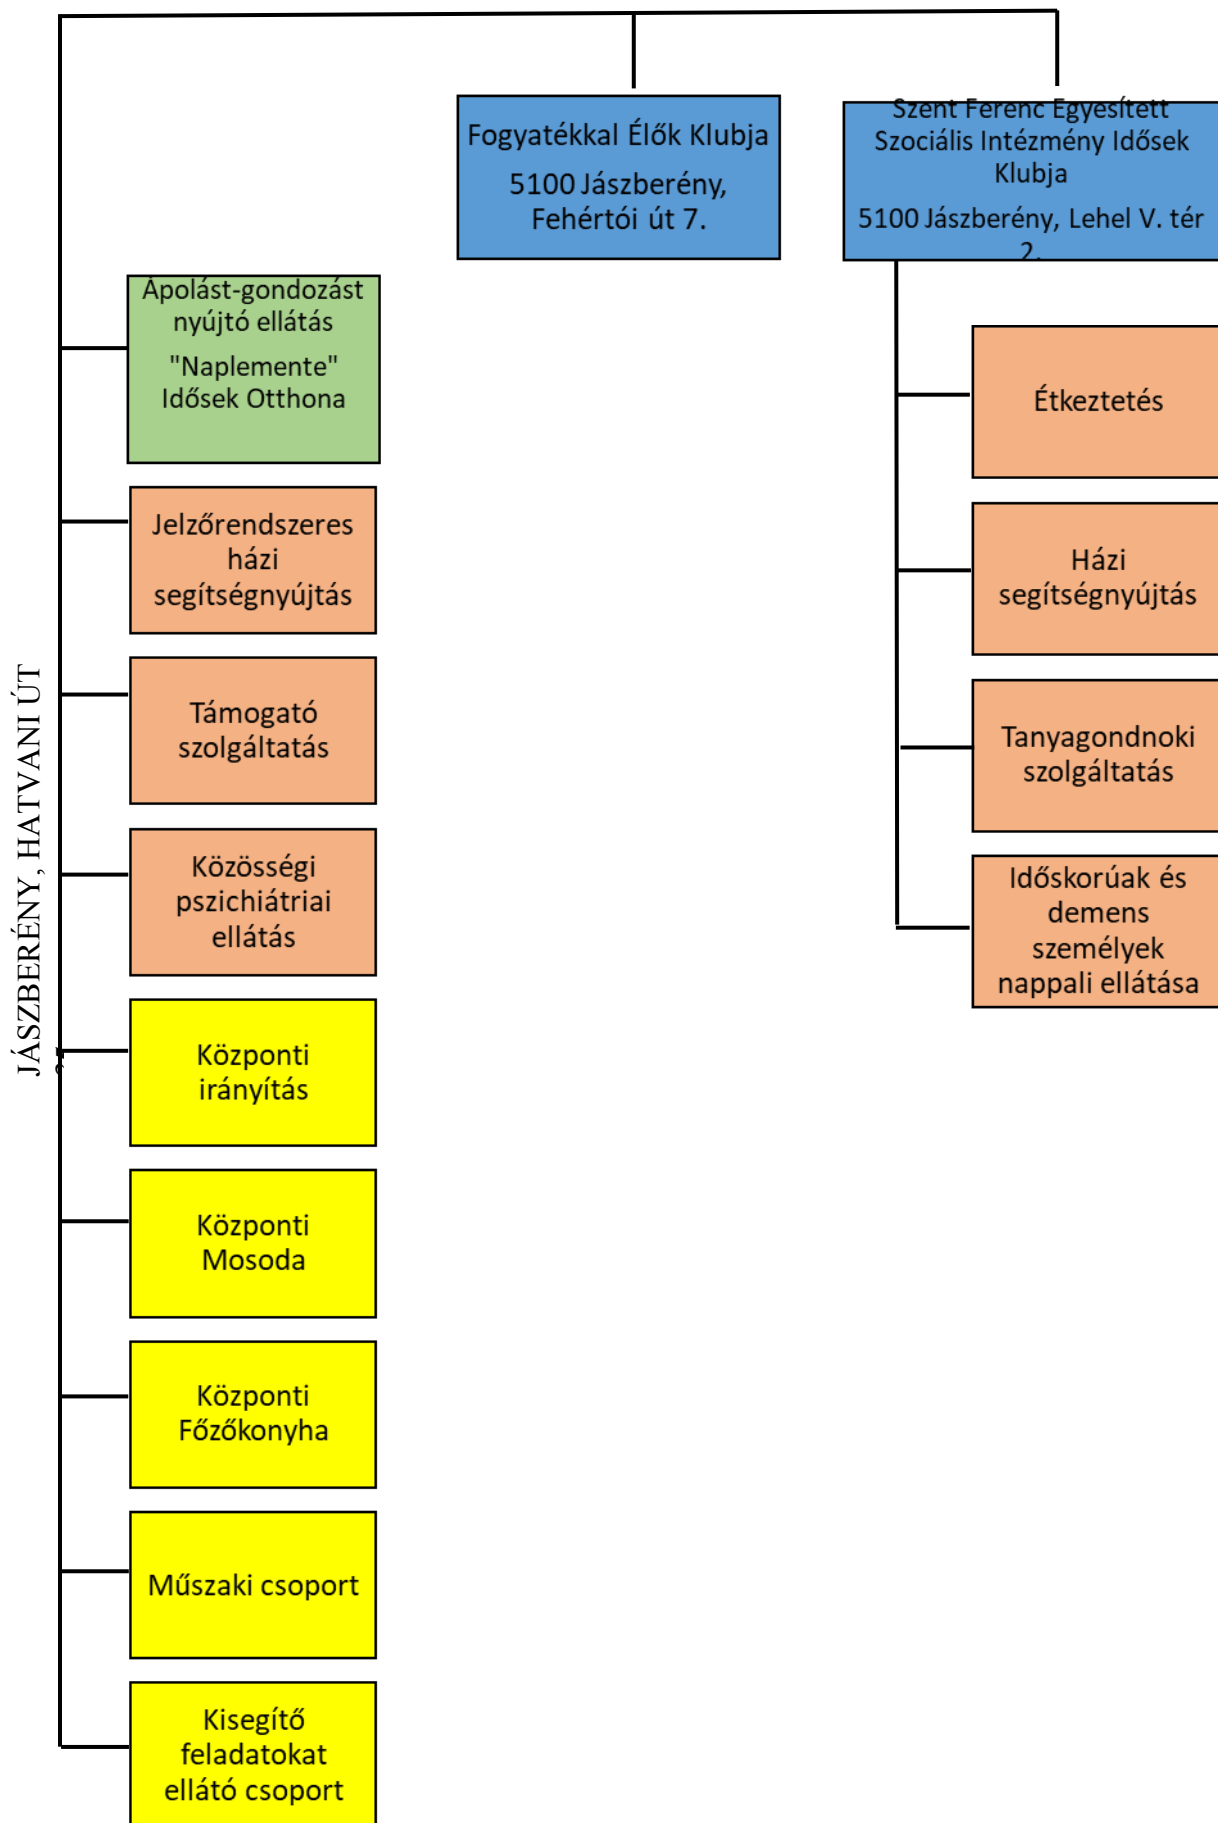 Fogyatékkal Élők Klubja
5100 Jászberény,
Fehértói út 7.
Szent Ferenc Egyesített
Szociális Intézmény Idősek
Klubja
5100 Jászberény, Lehel V. tér
2.
Ápolást-gondozást
nyújtó ellátás
"Naplemente"
Idősek Otthona
Jelzőrendszeres
házi
segítségnyújtás
Támogató
szolgáltatás
Közösségi
pszichiátriai
ellátás
Központi
irányítás
Központi
Mosoda
Központi
Főzőkonyha
Műszaki csoport
Kisegítő
feladatokat
ellátó csoport
Étkeztetés
Házi
segítségnyújtás
Tanyagondnoki
szolgáltatás
Időskorúak és
demens
személyek
nappali ellátása
JÁSZBERÉNY, HATVANI ÚT